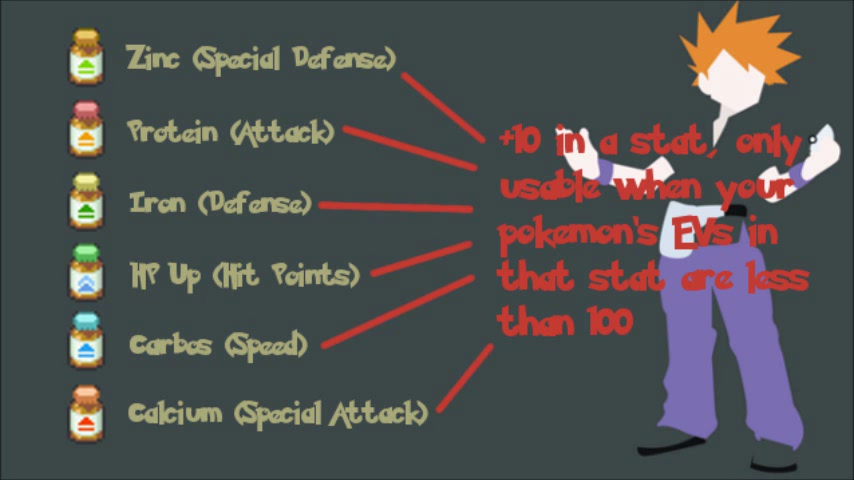 Zinc (Special Defense)
Protein (Attack)
Iron (Defense)
HP Up (Hit Points)
Carbos (Speed)
Calcium (Special Attack)
+10 in a stat, only
usable when your
pokemon's EVs in
that stat are less
than 100